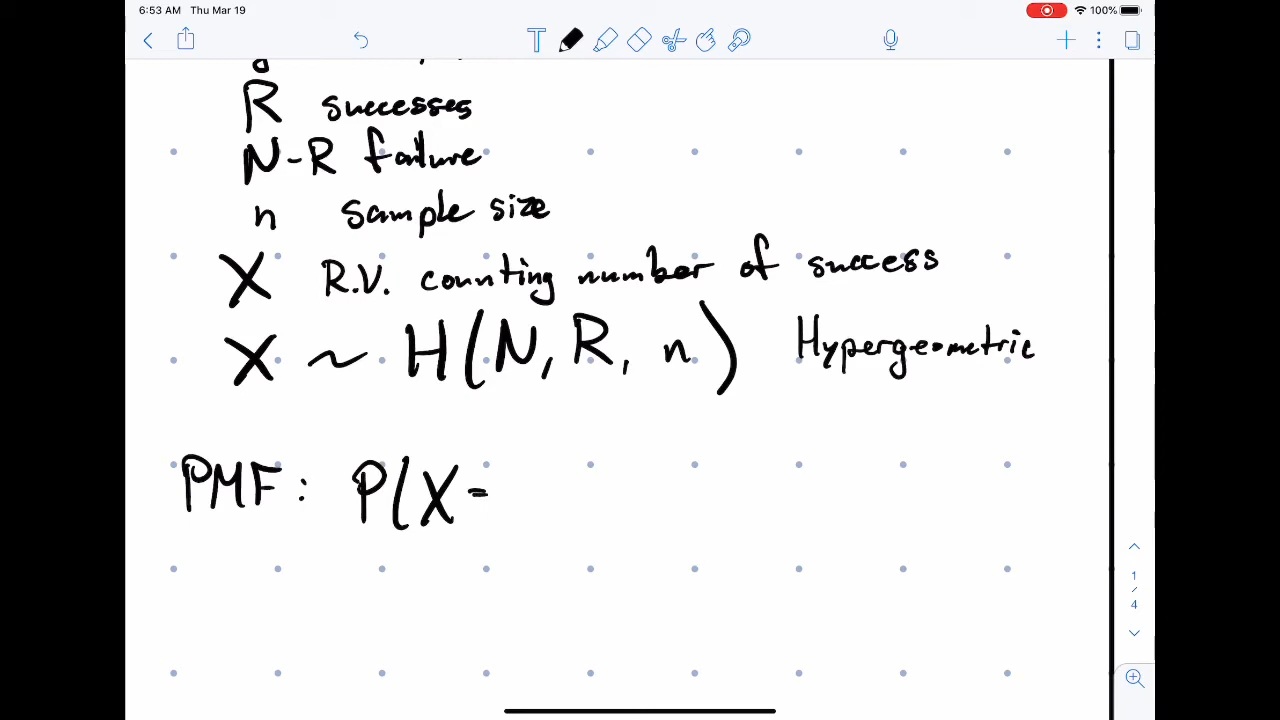 6:53 AM Thu Mar 19
100%
R successes
N-R failure
n sample size
X R.V. counting number of success
X ~ H(N, R, n) Hypergeometric
PMF: P(X=
1
/
4